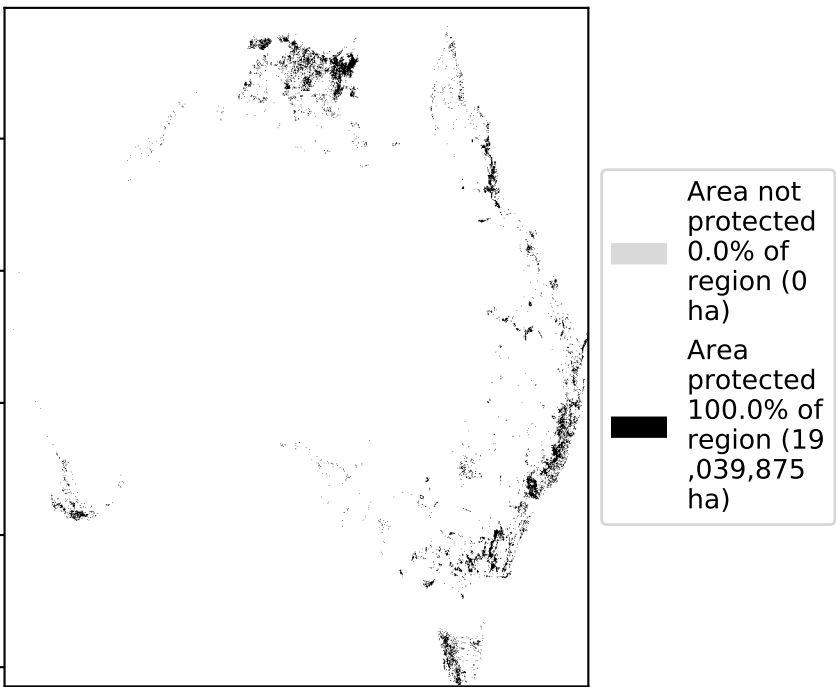 Area not
protected
0.0% of
region (0
ha)
Area
protected
100.0% of
region (19
,039,875
ha)